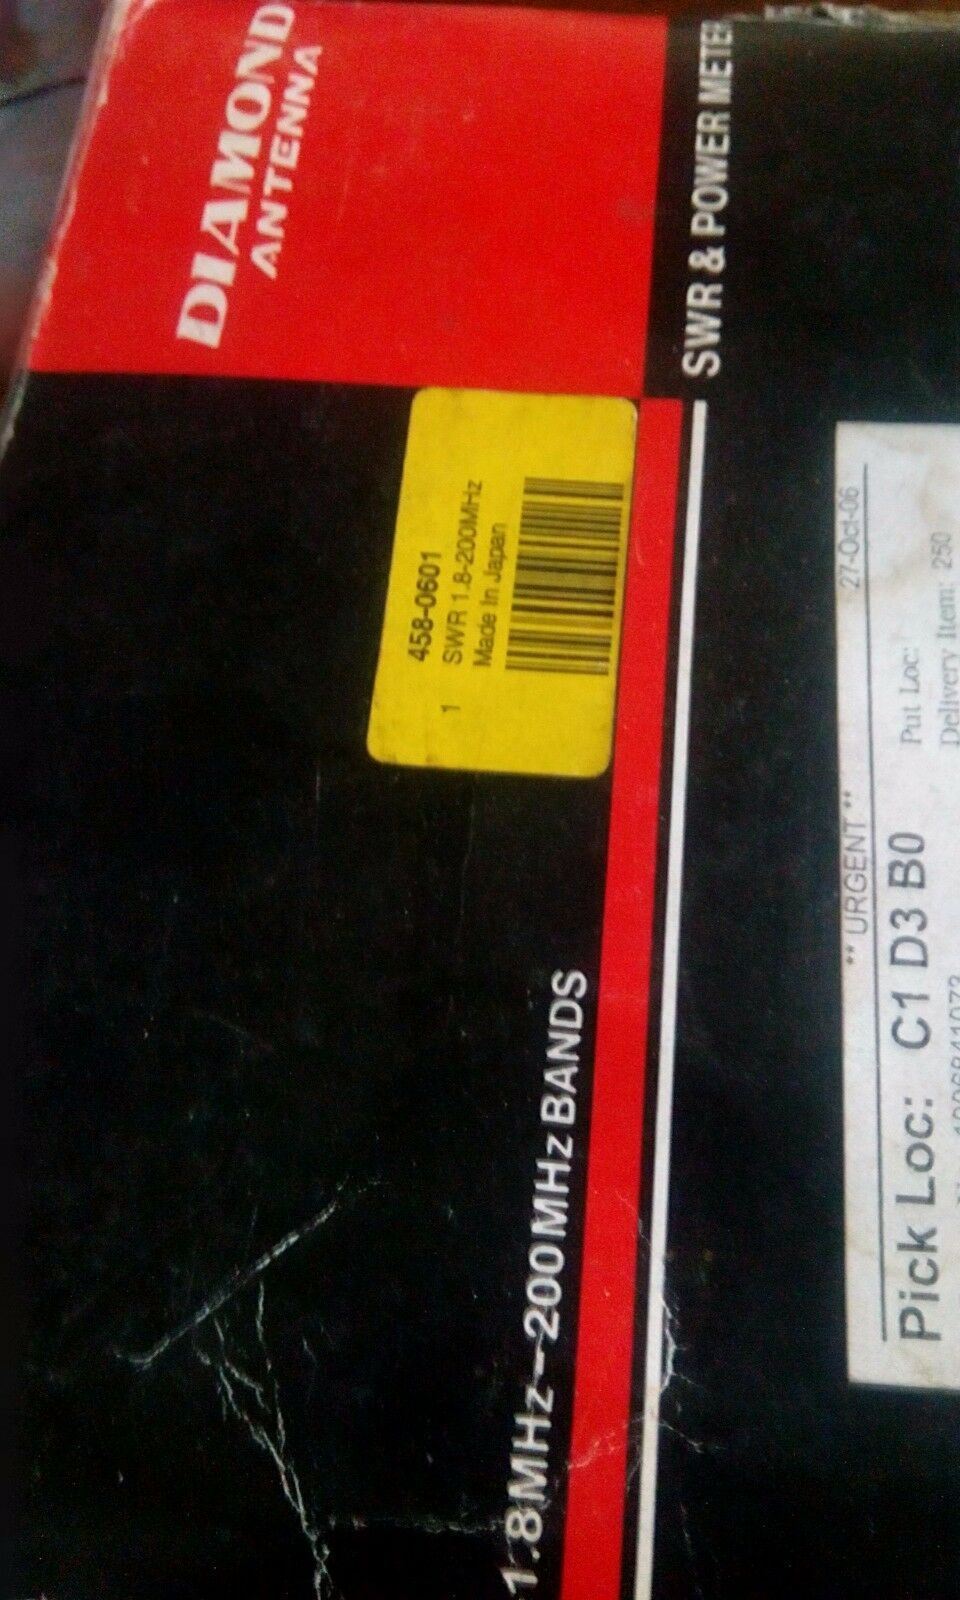 DIAMOND
ANTENNA
SWR & POWER METER
458-0601
1 SWR 1.8-200MHz
Made In Japan
1.8MHz-200MHz BANDS
27-Oct-06
** URGENT **
Pick Loc: C1 D3 B0
Put Loc:
Delivery Item: 250